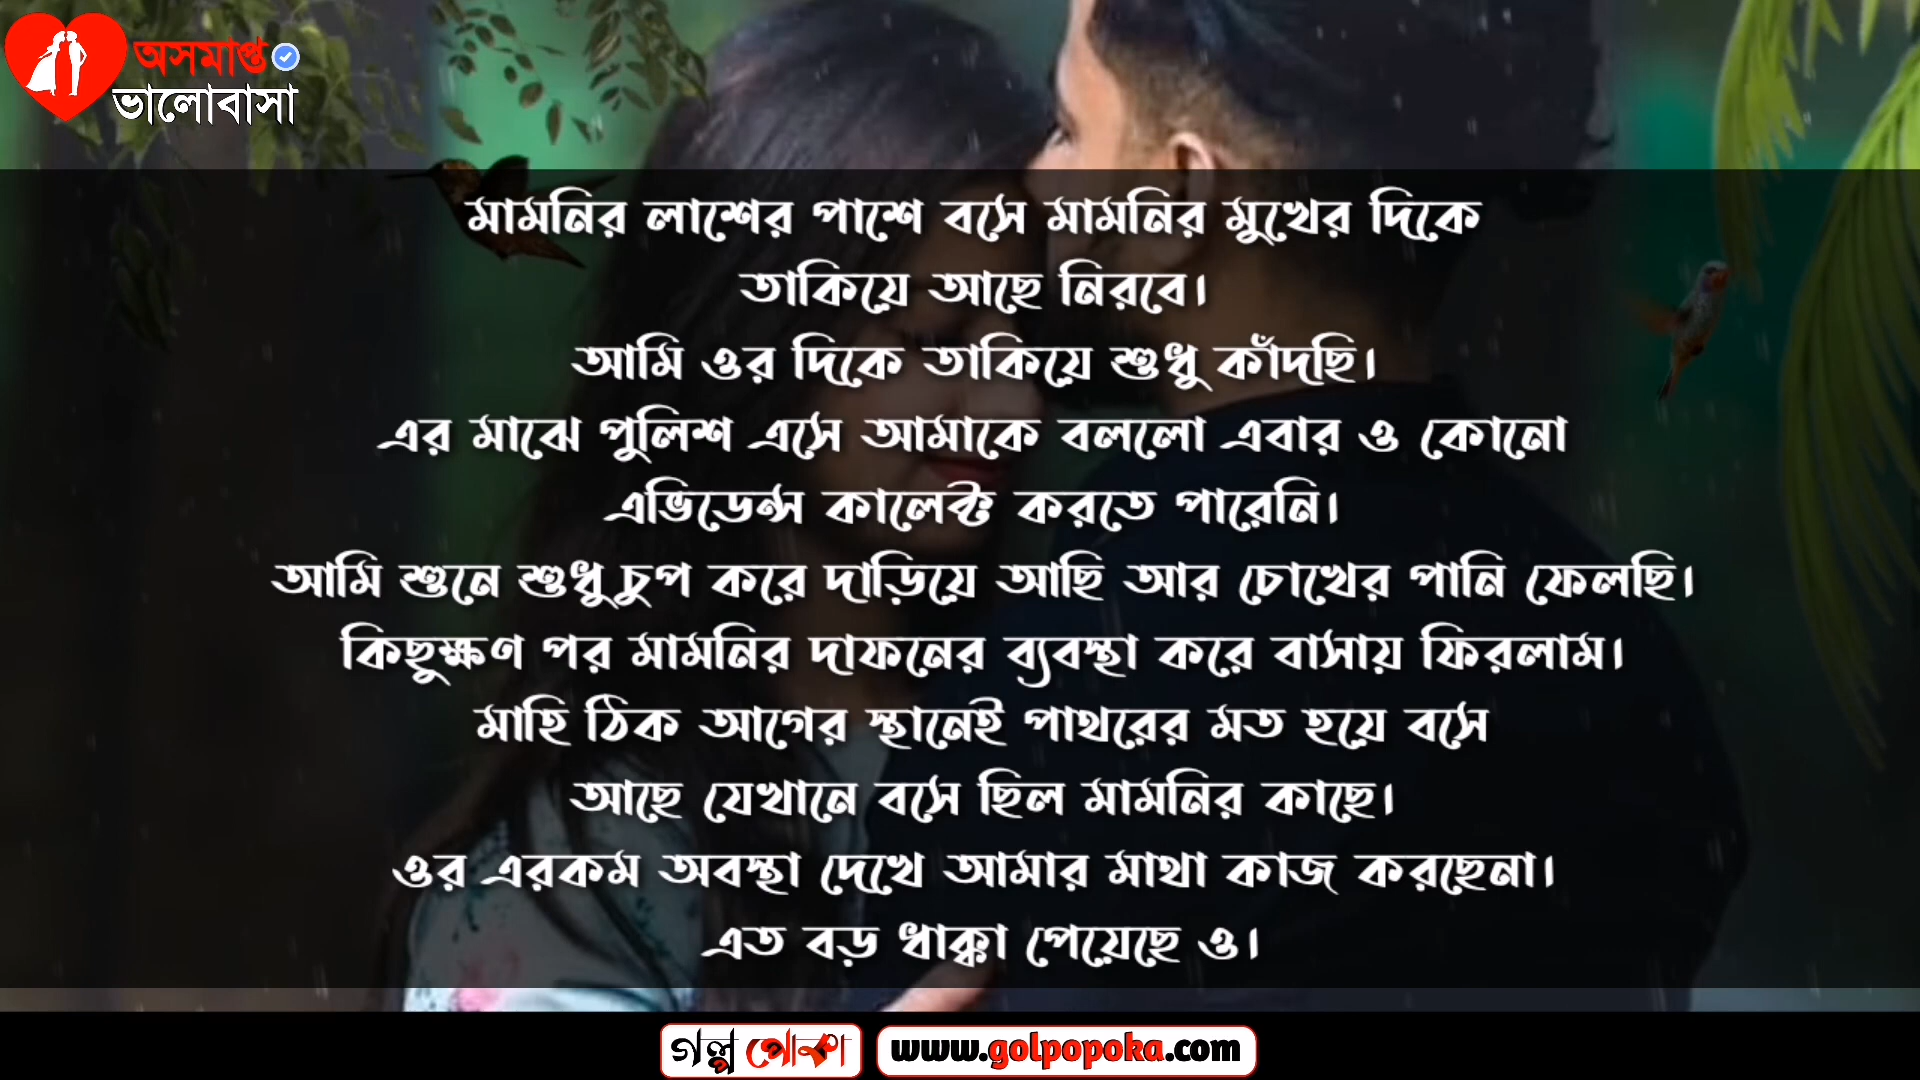 অসমাপ্ত
ভালোবাসা
মামনির লাশের পাশে বসে মামনির মুখের দিকে
তাকিয়ে আছে নিরবে।
আমি ওর দিকে তাকিয়ে শুধু কাঁদছি।
এর মাঝে পুলিশ এসে আমাকে বললো এবার ও কোনো
এভিডেন্স কালেক্ট করতে পারেনি।
আমি শুনে শুধু চুপ করে দাড়িয়ে আছি আর চোখের পানি ফেলছি।
কিছুক্ষণ পর মামনির দাফনের ব্যবস্থা করে বাসায় ফিরলাম।
মাহি ঠিক আগের স্থানেই পাথরের মত হয়ে বসে
আছে যেখানে বসে ছিল মামনির কাছে।
ওর এরকম অবস্থা দেখে আমার মাথা কাজ করছেনা।
এত বড় ধাক্কা পেয়েছে ও।
গল্প পোকা www.golpopoka.com